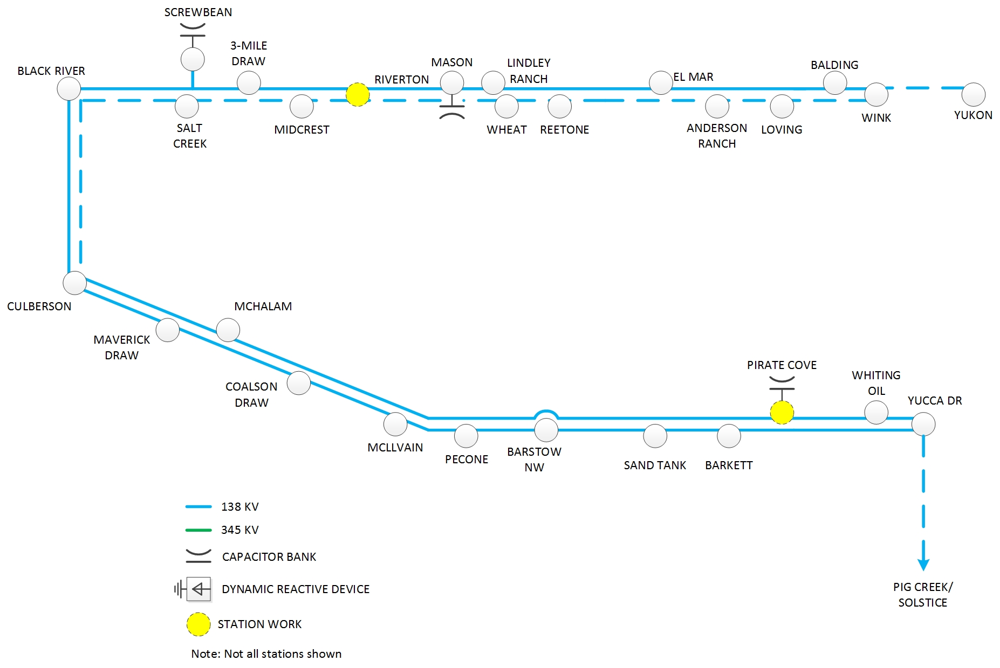 SCREWBEAN
3-MILE
DRAW
BLACK RIVER
RIVERTON
MASON
LINDLEY
RANCH
EL MAR
BALDING
SALT
CREEK
MIDCREST
WHEAT
REETONE
ANDERSON
RANCH
LOVING
WINK
YUKON
CULBERSON
MCHALAM
MAVERICK
DRAW
COALSON
DRAW
MCLLVAIN
PECONE
BARSTOW
NW
SAND TANK
BARKETT
PIRATE COVE
WHITING
OIL
YUCCA DR
PIG CREEK/
SOLSTICE
138 KV
345 KV
CAPACITOR BANK
DYNAMIC REACTIVE DEVICE
STATION WORK
Note: Not all stations shown